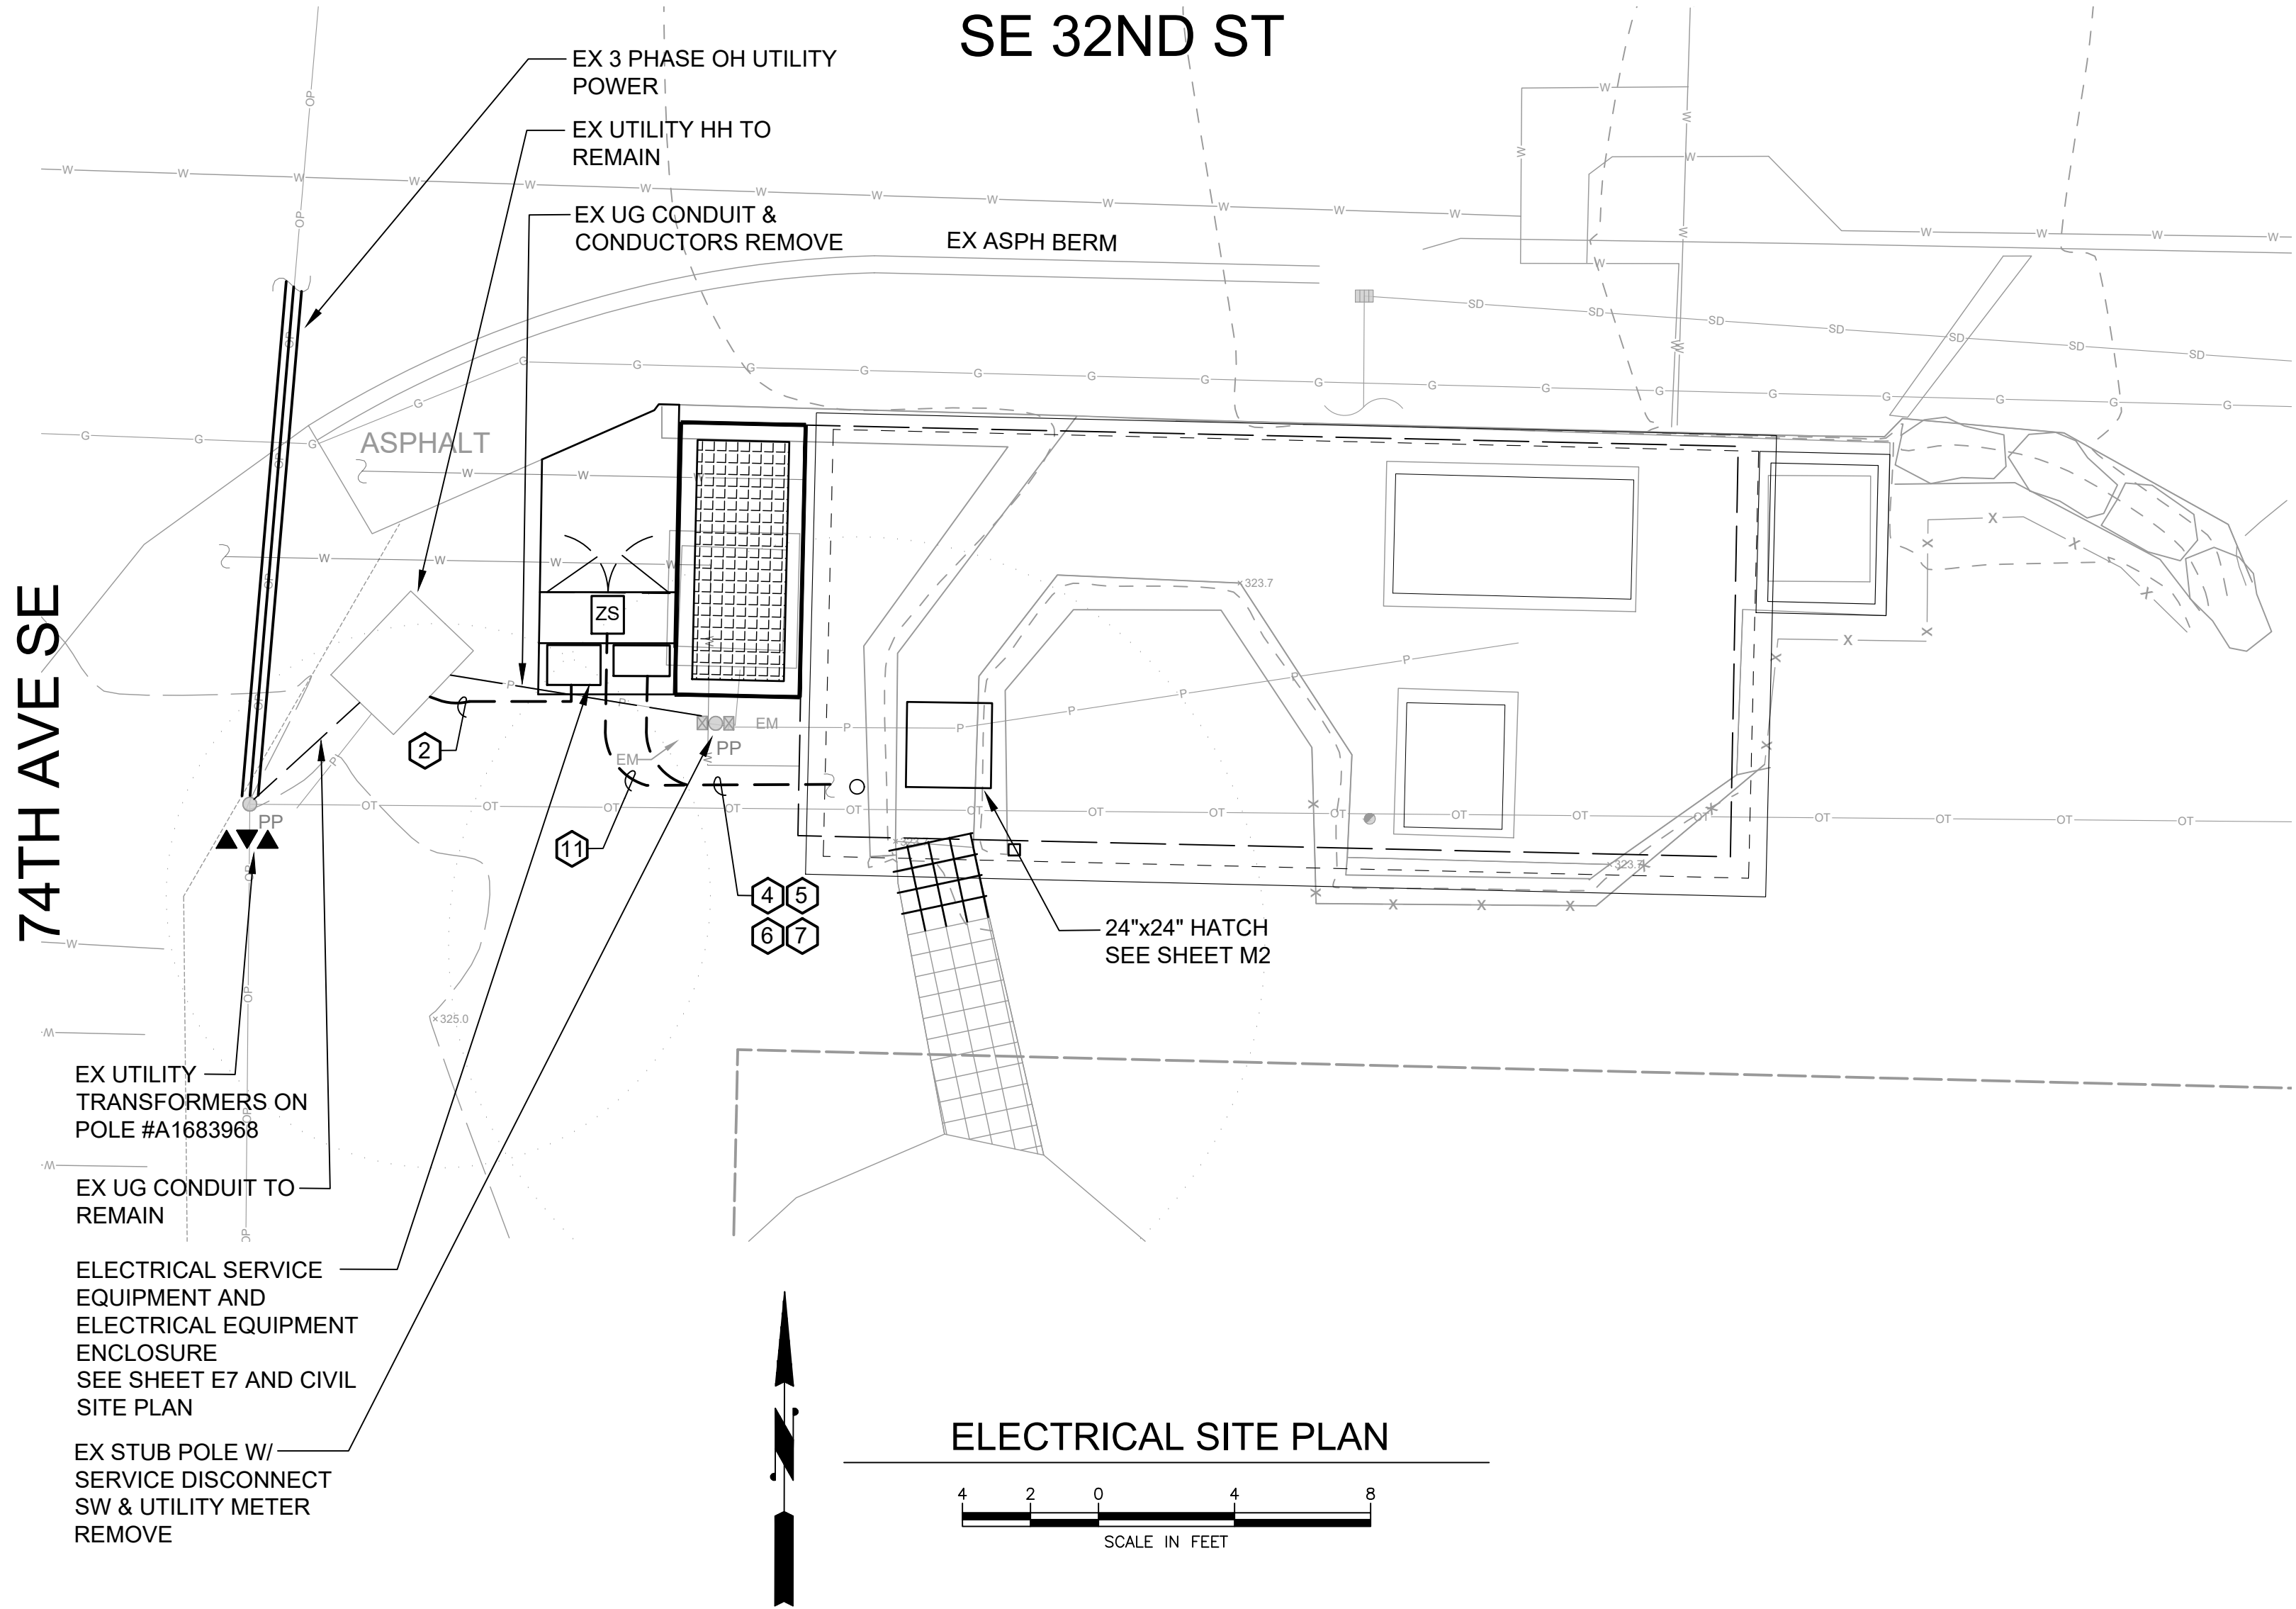 SE 32ND ST
EX 3 PHASE OH UTILITY
POWER
EX UTILITY HH TO
REMAIN
EX UG CONDUIT &
CONDUCTORS REMOVE
EX ASPH BERM
ASPHALT
74TH AVE SE
ZS
323.7
EM
PP
EM
2
PP
11
4 5
6 7
323.7
24"x24" HATCH
SEE SHEET M2
325.0
EX UTILITY
TRANSFORMERS ON
POLE #A1683968
EX UG CONDUIT TO
REMAIN
ELECTRICAL SERVICE
EQUIPMENT AND
ELECTRICAL EQUIPMENT
ENCLOSURE
SEE SHEET E7 AND CIVIL
SITE PLAN
EX STUB POLE W/
SERVICE DISCONNECT
SW & UTILITY METER
REMOVE
ELECTRICAL SITE PLAN
4 2 0 4 8
SCALE IN FEET